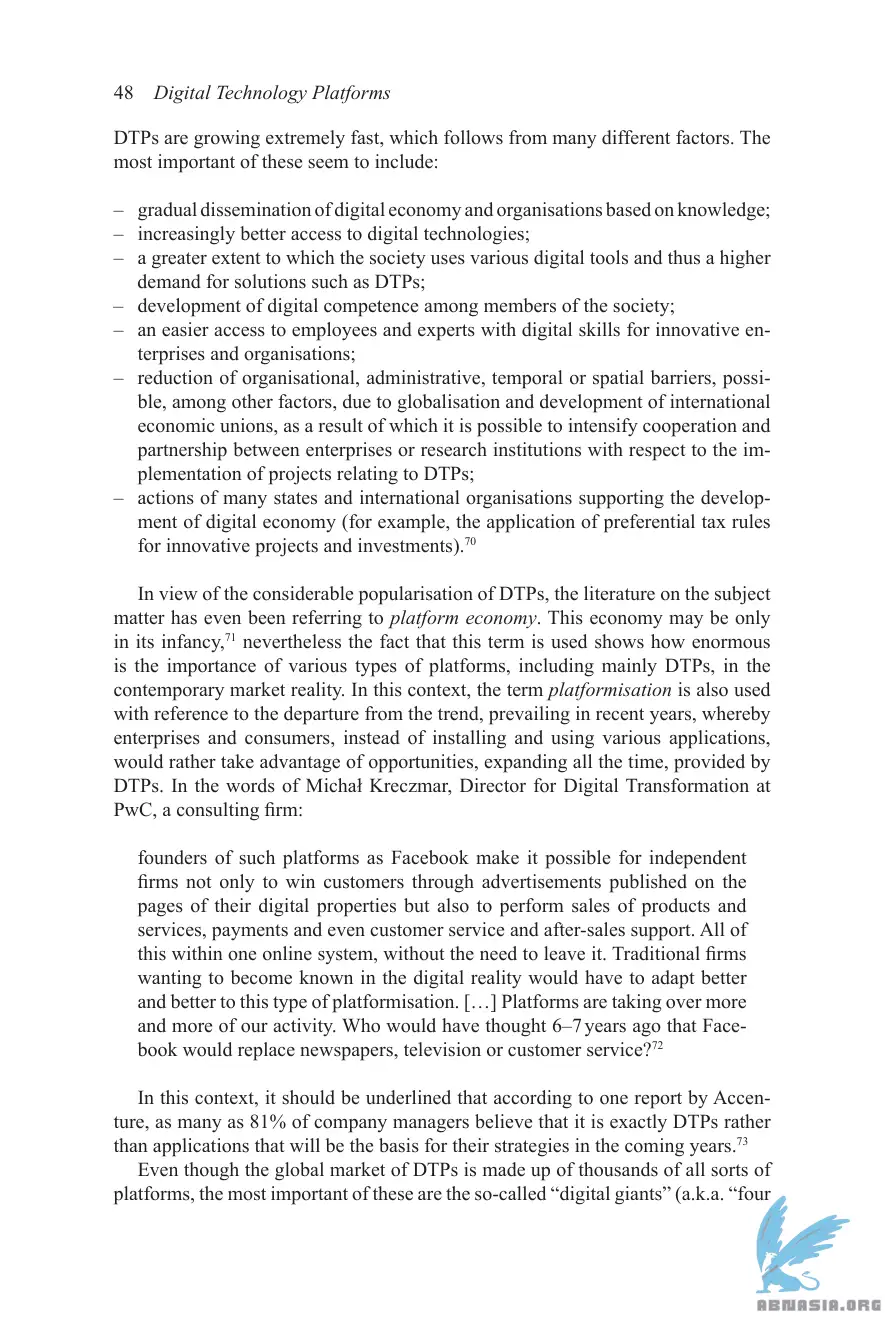 48 Digital Technology Platforms
DTPs are growing extremely fast, which follows from many different factors. The
most important of these seem to include:
– gradual dissemination of digital economy and organisations based on knowledge;
– increasingly better access to digital technologies;
– a greater extent to which the society uses various digital tools and thus a higher
demand for solutions such as DTPs;
– development of digital competence among members of the society;
– an easier access to employees and experts with digital skills for innovative en-
terprises and organisations;
– reduction of organisational, administrative, temporal or spatial barriers, possi-
ble, among other factors, due to globalisation and development of international
economic unions, as a result of which it is possible to intensify cooperation and
partnership between enterprises or research institutions with respect to the im-
plementation of projects relating to DTPs;
– actions of many states and international organisations supporting the develop-
ment of digital economy (for example, the application of preferential tax rules
for innovative projects and investments).70
In view of the considerable popularisation of DTPs, the literature on the subject
matter has even been referring to platform economy. This economy may be only
in its infancy,71 nevertheless the fact that this term is used shows how enormous
is the importance of various types of platforms, including mainly DTPs, in the
contemporary market reality. In this context, the term platformisation is also used
with reference to the departure from the trend, prevailing in recent years, whereby
enterprises and consumers, instead of installing and using various applications,
would rather take advantage of opportunities, expanding all the time, provided by
DTPs. In the words of Michał Kreczmar, Director for Digital Transformation at
PwC, a consulting firm:
founders of such platforms as Facebook make it possible for independent
firms not only to win customers through advertisements published on the
pages of their digital properties but also to perform sales of products and
services, payments and even customer service and after-sales support. All of
this within one online system, without the need to leave it. Traditional firms
wanting to become known in the digital reality would have to adapt better
and better to this type of platformisation. […] Platforms are taking over more
and more of our activity. Who would have thought 6–7 years ago that Face-
book would replace newspapers, television or customer service?72
In this context, it should be underlined that according to one report by Accen-
ture, as many as 81% of company managers believe that it is exactly DTPs rather
than applications that will be the basis for their strategies in the coming years.73
Even though the global market of DTPs is made up of thousands of all sorts of
platforms, the most important of these are the so-called “digital giants” (a.k.a. “four
ABNASIA.ORG